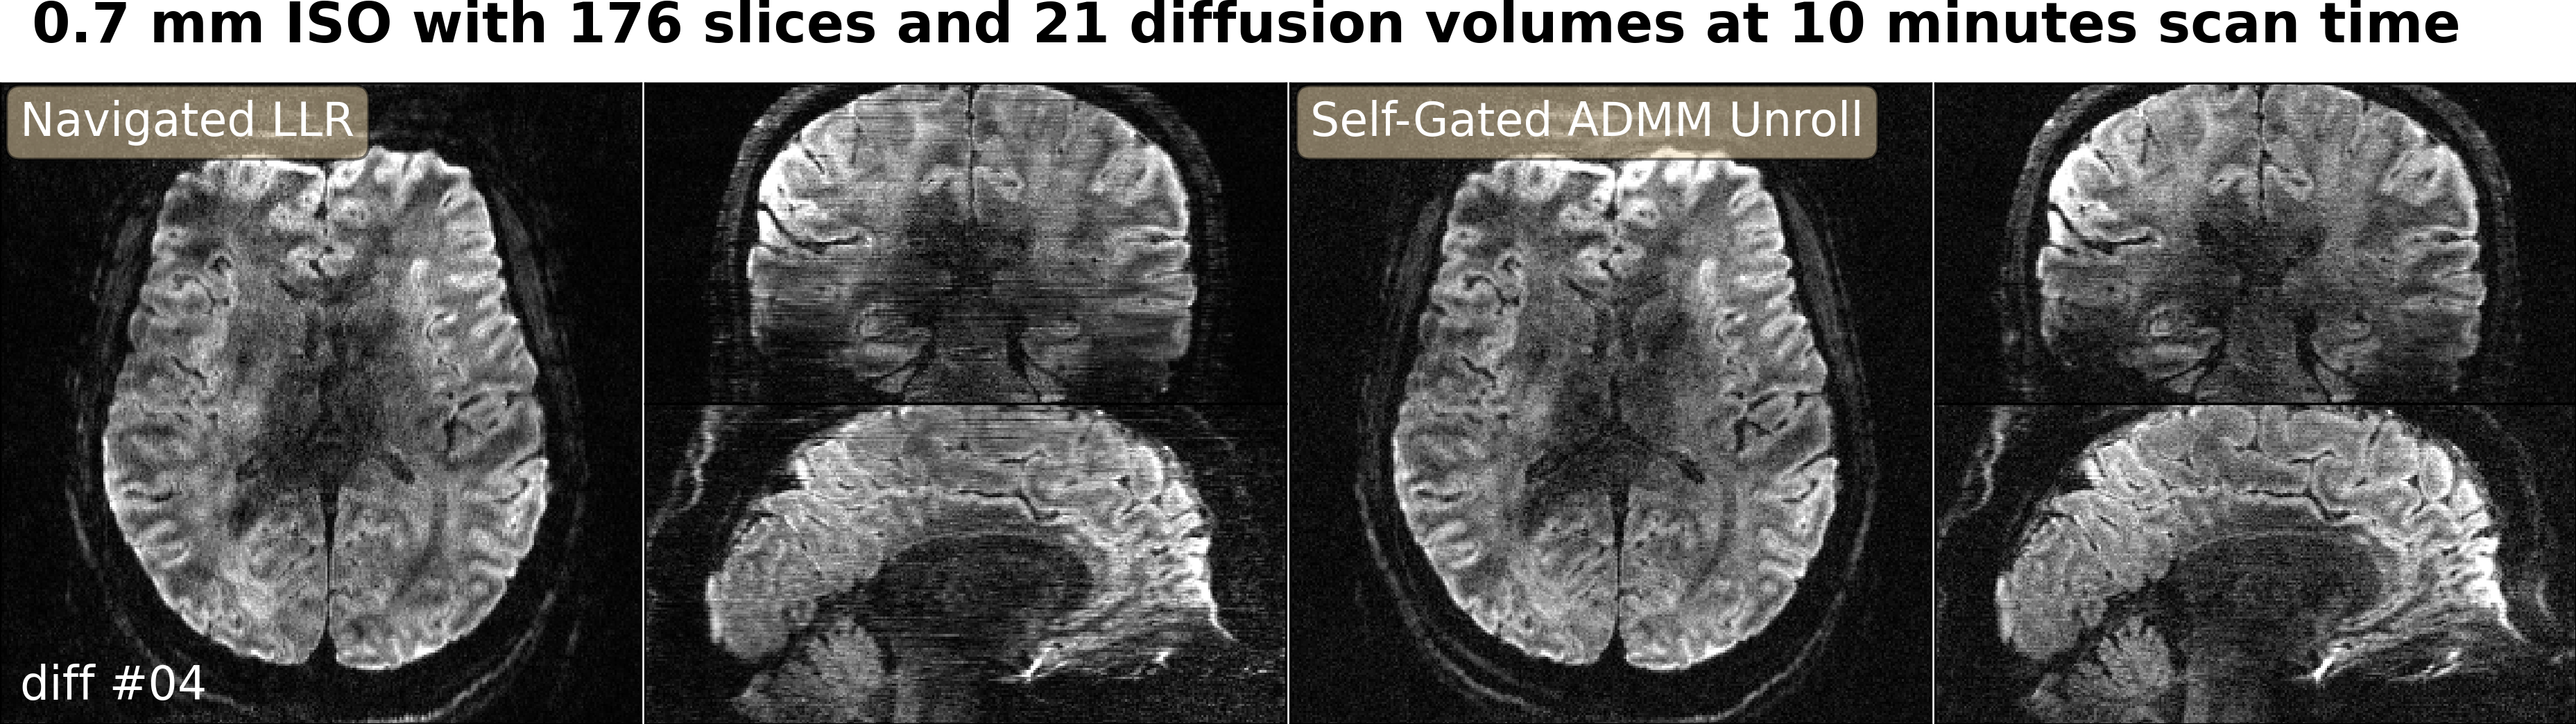 0.7 mm ISO with 176 slices and 21 diffusion volumes at 10 minutes scan time
Navigated LLR
Self-Gated ADMM Unroll
diff #04